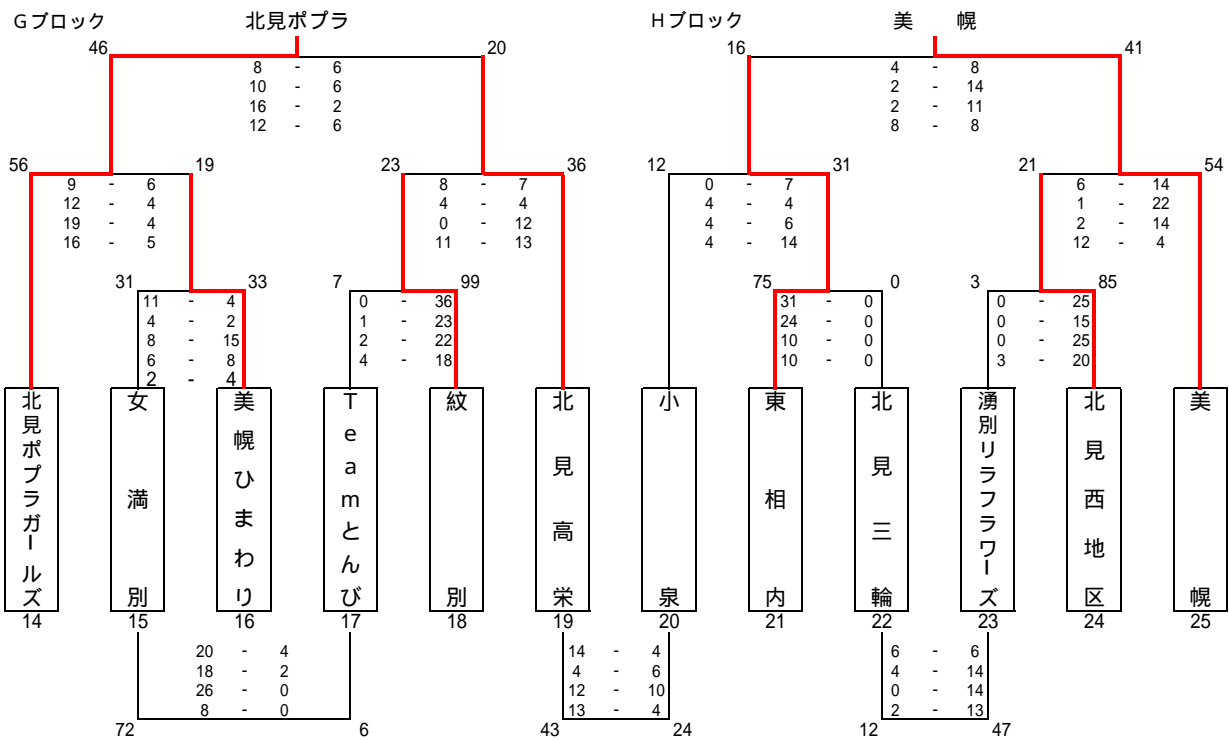 Gブロック 北見ポプラ Hブロック 美 幌
46 20 16 41
8 - 6 4 - 8
10 - 6 2 - 14
16 - 2 2 - 11
12 - 6 8 - 8
56 19 23 36 12 31 21 54
9 - 6 8 - 7 0 - 7 6 - 14
12 - 4 4 - 4 4 - 4 1 - 22
19 - 4 0 - 12 4 - 6 2 - 14
16 - 5 11 - 13 4 - 14 12 - 4
31 33 7 99 75 0 3 85
11 - 4 0 - 36 31 - 0 0 - 25
4 - 2 1 - 23 24 - 0 0 - 15
8 - 15 2 - 22 10 - 0 0 - 25
6 - 8 4 - 18 10 - 0 3 - 20
2 - 4
北見ポプラガールズ
女満別
美幌ひまわり
Teamとんび
紋別
北見高栄
小泉
東相内
北見三輪
湧別リラフラワーズ
北見西地区
美幌
14 15 16 17 18 19 20 21 22 23 24 25
20 - 4 14 - 4 6 - 6
18 - 2 4 - 6 4 - 14
26 - 0 12 - 10 0 - 14
8 - 0 13 - 4 2 - 13
72 6 43 24 12 47